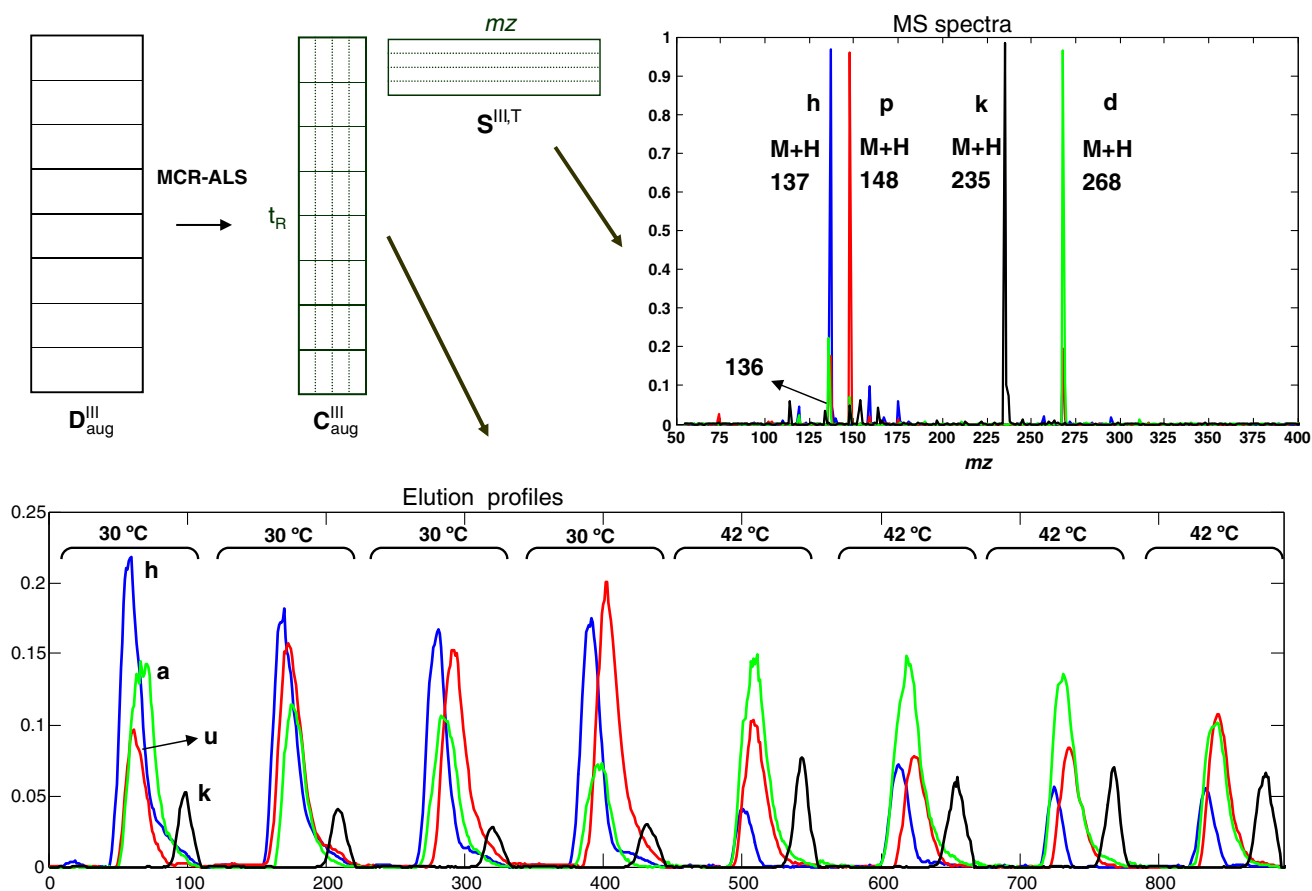 mz
S^III,T
MCR-ALS
t_R
D^III_aug
C^III_aug
MS spectra
1
0.9
0.8
0.7
0.6
0.5
0.4
0.3
0.2
0.1
0
h p k d
M+H M+H M+H M+H
137 148 235 268
136
50 75 100 125 150 175 200 225 250 275 300 325 350 375 400
mz
Elution profiles
0.25
0.2
0.15
0.1
0.05
0
30 ºC 30 ºC 30 ºC 30 ºC 42 ºC 42 ºC 42 ºC 42 ºC
h
a
u
k
0 100 200 300 400 500 600 700 800